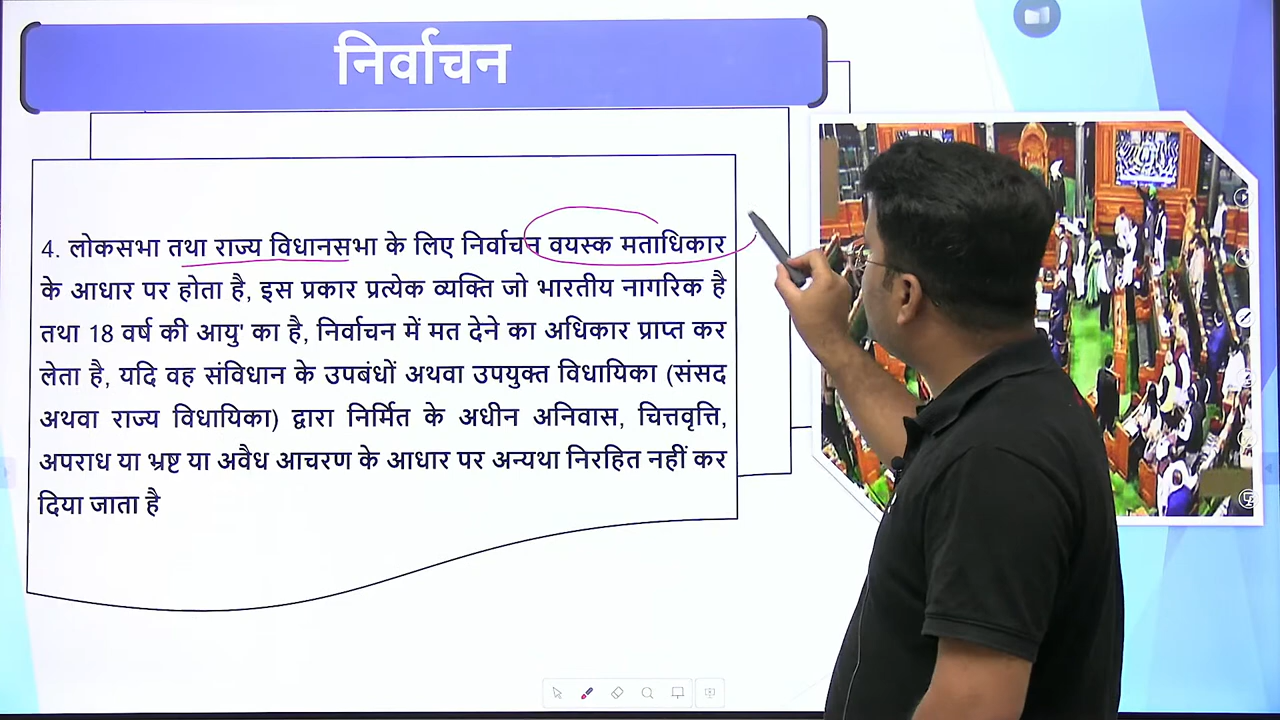 निर्वाचन
4. लोकसभा तथा राज्य विधानसभा के लिए निर्वाचन वयस्क मताधिकार
के आधार पर होता है, इस प्रकार प्रत्येक व्यक्ति जो भारतीय नागरिक है
तथा 18 वर्ष की आयु' का है, निर्वाचन में मत देने का अधिकार प्राप्त कर
लेता है, यदि वह संविधान के उपबंधों अथवा उपयुक्त विधायिका (संसद
अथवा राज्य विधायिका) द्वारा निर्मित के अधीन अनिवास, चित्तवृत्ति,
अपराध या भ्रष्ट या अवैध आचरण के आधार पर अन्यथा निरहित नहीं कर
दिया जाता है